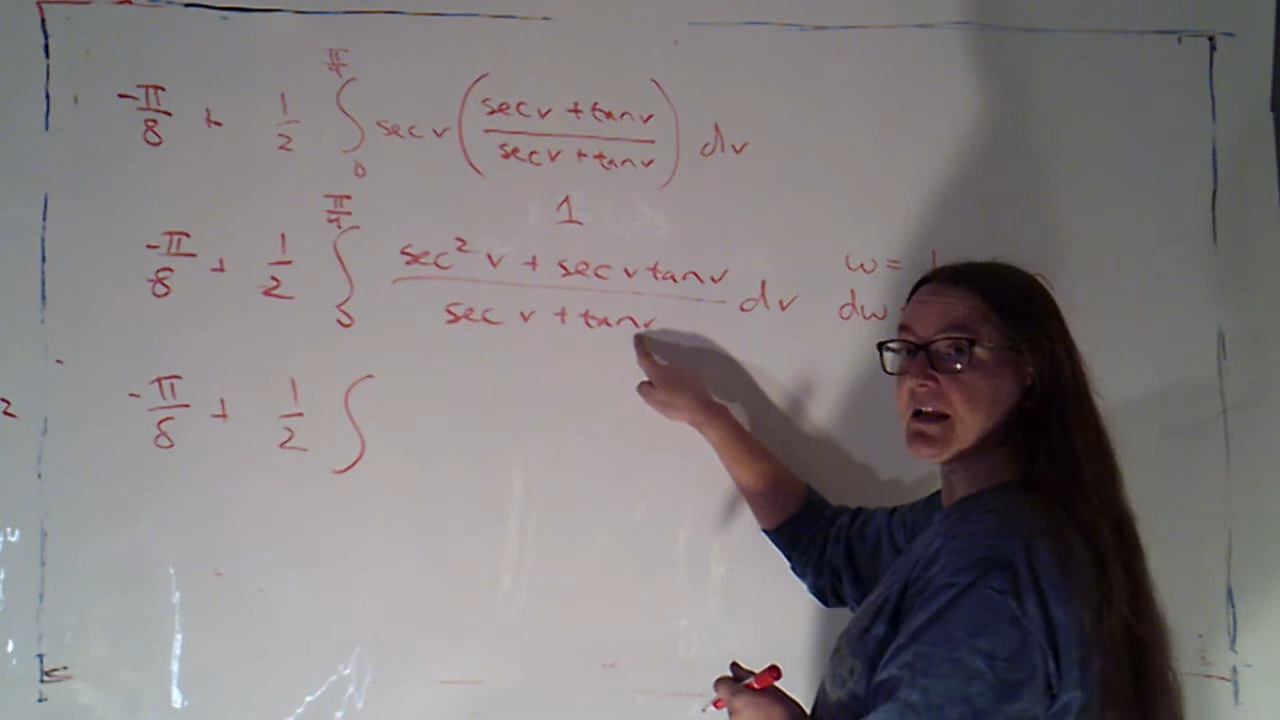 -π/8 + 1/2 ∫₀^(π/4) sec v ( (sec v + tan v)/(sec v + tan v) ) dv
1
-π/8 + 1/2 ∫₀^(π/4) (sec² v + sec v tan v)/(sec v + tan v) dv w =
dw
-π/8 + 1/2 ∫
2